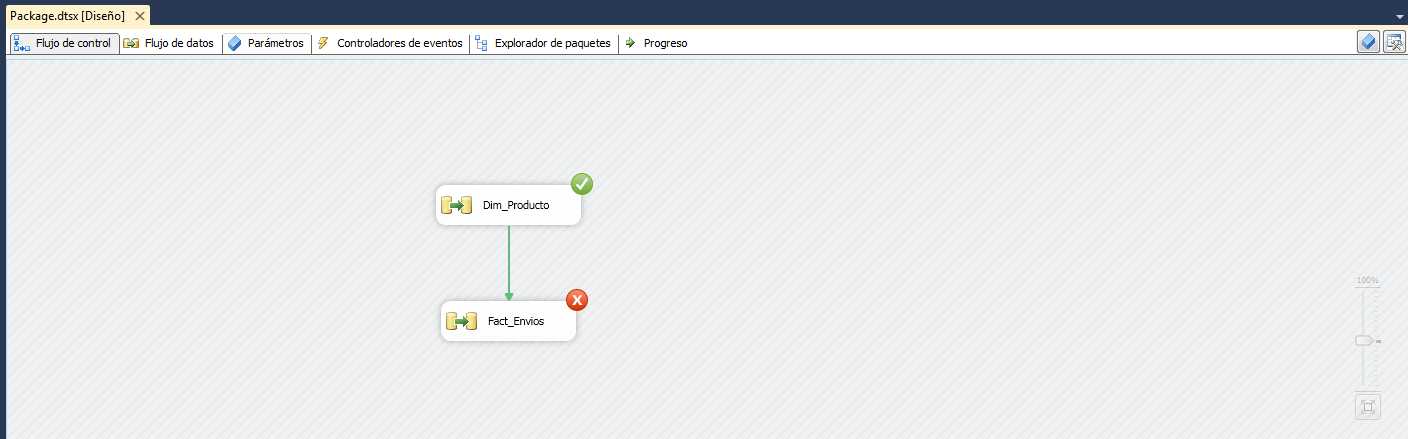 Package.dtsx [Diseño]
Flujo de control Flujo de datos Parámetros Controladores de eventos Explorador de paquetes Progreso
Dim_Producto
100%
Fact_Envios